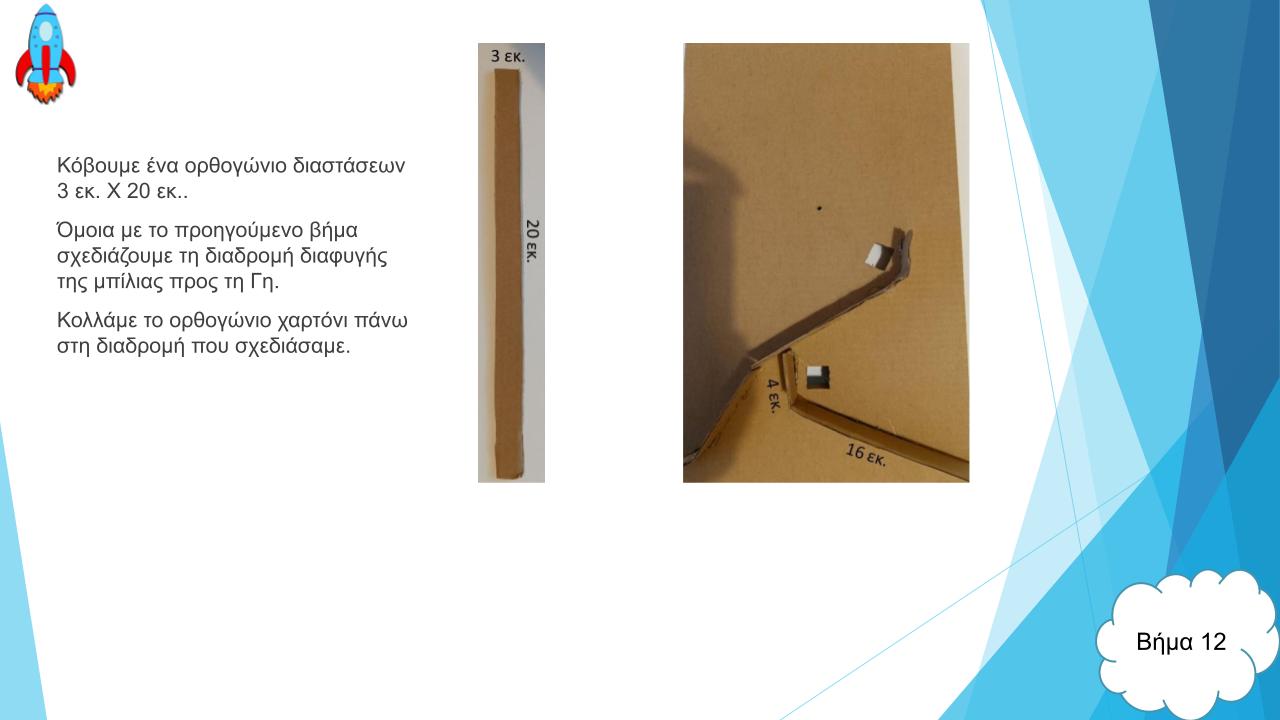 3 εκ.
Κόβουμε ένα ορθογώνιο διαστάσεων
3 εκ. Χ 20 εκ..
Όμοια με το προηγούμενο βήμα
σχεδιάζουμε τη διαδρομή διαφυγής
της μπίλιας προς τη Γη.
Κολλάμε το ορθογώνιο χαρτόνι πάνω
στη διαδρομή που σχεδιάσαμε.
20 εκ.
4 εκ.
16 εκ.
Βήμα 12